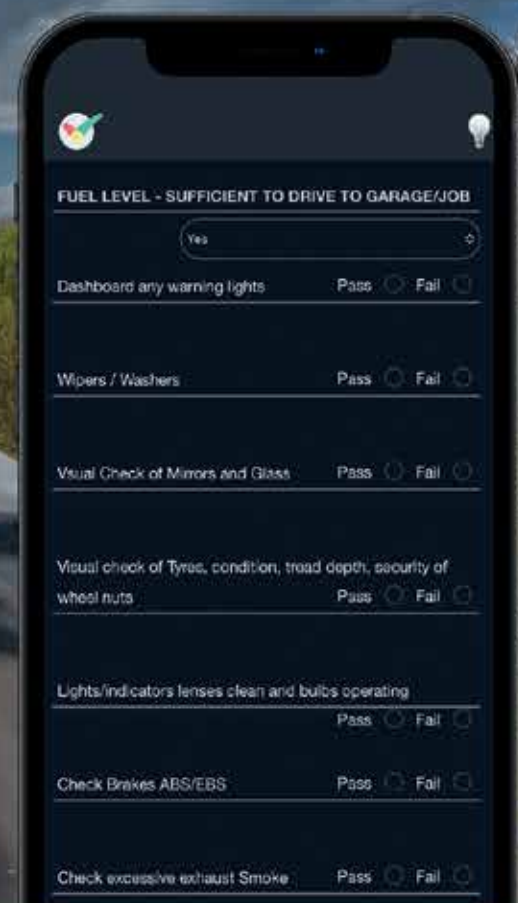 FUEL LEVEL - SUFFICIENT TO DRIVE TO GARAGE/JOB
Yes
Dashboard any warning lights Pass Fail
Wipers / Washers Pass Fail
Vsual Check of Mirrors and Glass Pass Fail
Visual check of Tyres, condition, tread depth, security of
wheel nuts Pass Fail
Lights/indicators lenses clean and bulbs operating
Pass Fail
Check Brakes ABS/EBS Pass Fail
Check excessive exhaust Smoke Pass Fail